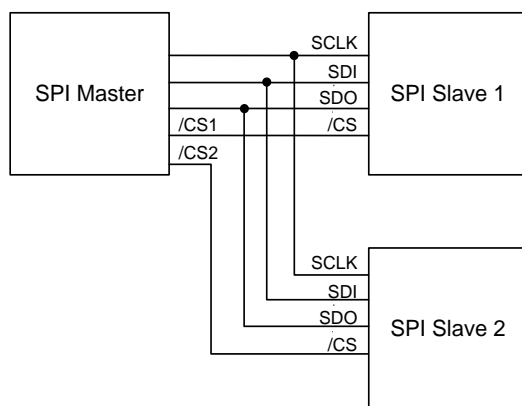 SPI Master
/CS1
/CS2
SCLK
SDI
SDO
/CS
SPI Slave 1
SCLK
SDI
SDO
/CS
SPI Slave 2